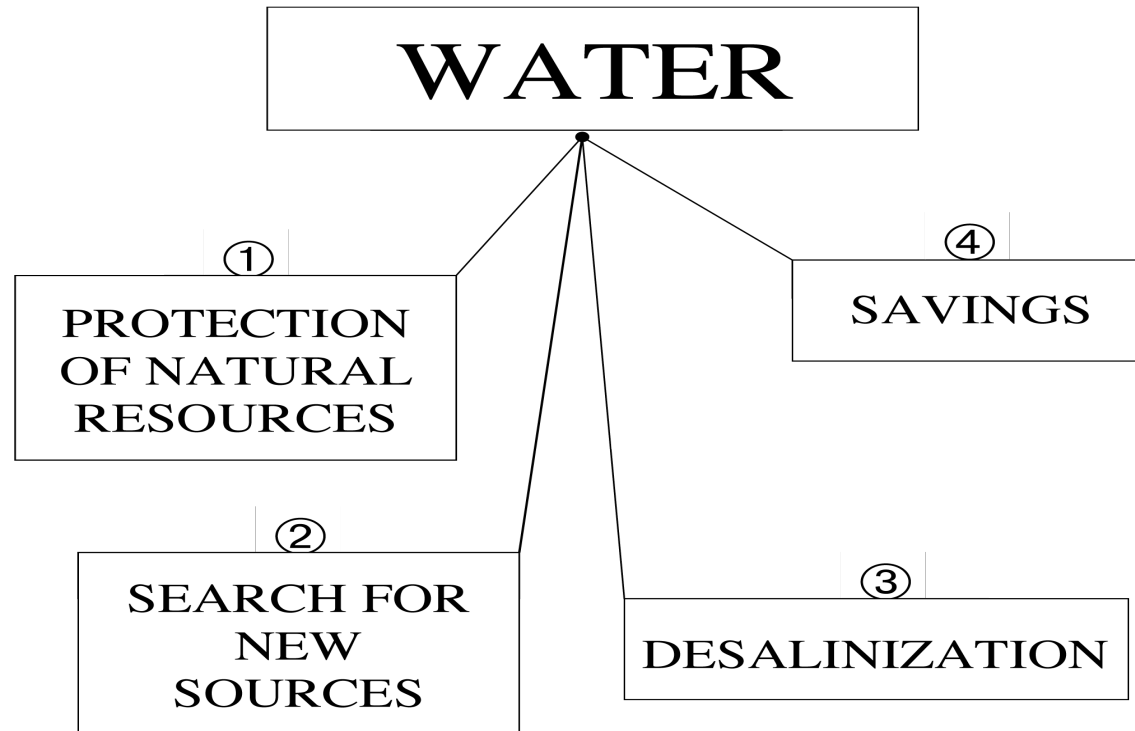 WATER
①
PROTECTION
OF NATURAL
RESOURCES
②
SEARCH FOR
NEW
SOURCES
③
DESALINIZATION
④
SAVINGS